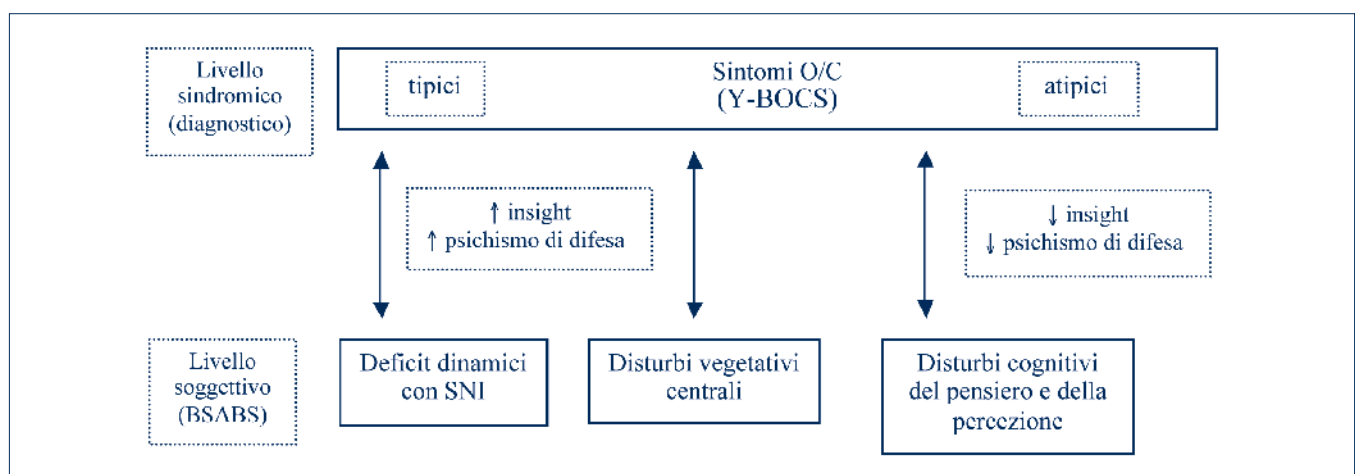 Livello
sindromico
(diagnostico)
tipici
Sintomi O/C
(Y-BOCS)
atipici
↑ insight
↑ psichismo di difesa
↓ insight
↓ psichismo di difesa
Livello
soggettivo
(BSABS)
Deficit dinamici
con SNI
Disturbi vegetativi
centrali
Disturbi cognitivi
del pensiero e della
percezione